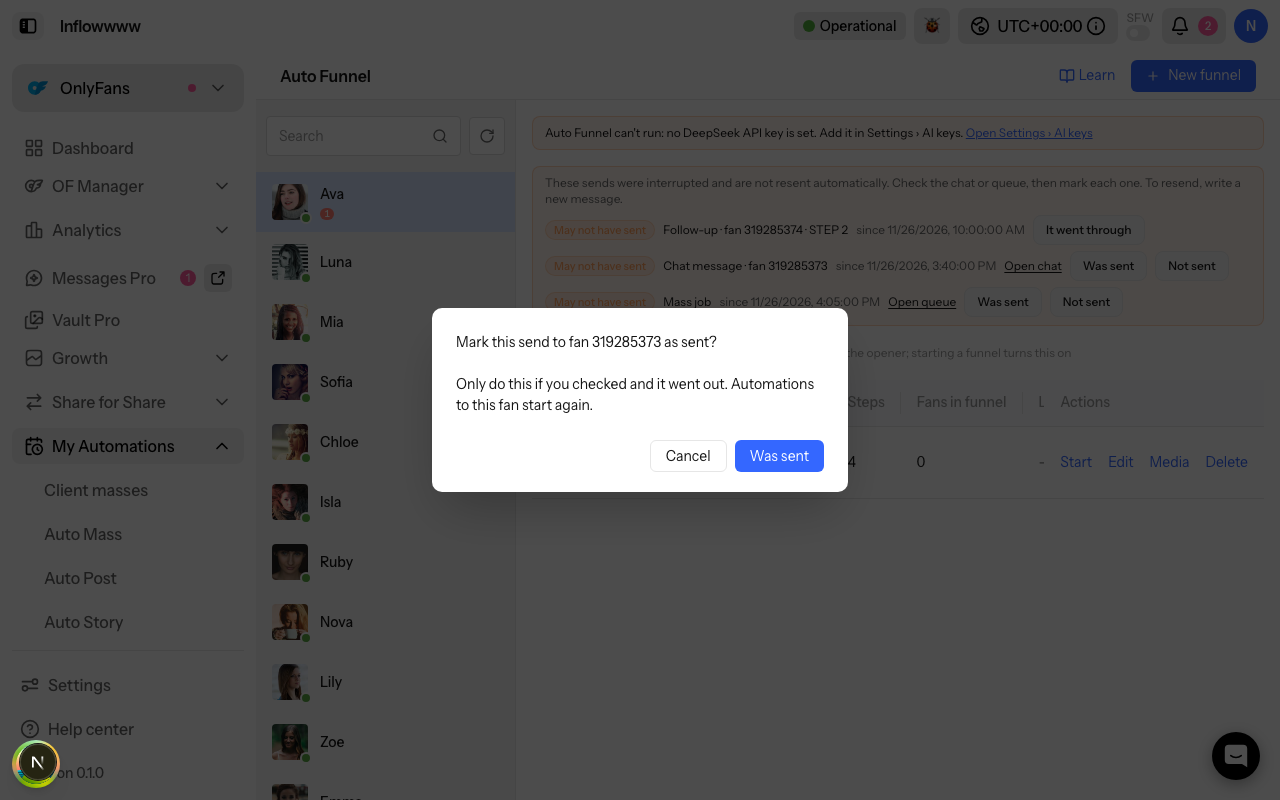 Inflowwww
Operational
UTC+00:00
SFW
2
N
OnlyFans
Auto Funnel
Learn
New funnel
Dashboard
OF Manager
Analytics
Messages Pro
1
Vault Pro
Growth
Share for Share
My Automations
Client masses
Auto Mass
Auto Post
Auto Story
Settings
Help center
on 0.1.0
N
Search
Ava
1
Luna
Mia
Sofia
Chloe
Isla
Ruby
Nova
Lily
Zoe
Auto Funnel can't run: no DeepSeek API key is set. Add it in Settings › AI keys. Open Settings › AI keys
These sends were interrupted and are not resent automatically. Check the chat or queue, then mark each one. To resend, write a
new message.
May not have sent Follow-up · fan 319285374 · STEP 2 since 11/26/2026, 10:00:00 AM It went through
May not have sent Chat message · fan 319285373 since 11/26/2026, 3:40:00 PM Open chat Was sent Not sent
May not have sent Mass job since 11/26/2026, 4:05:00 PM Open queue Was sent Not sent
the opener; starting a funnel turns this on
Steps Fans in funnel L Actions
4 0 - Start Edit Media Delete
Mark this send to fan 319285373 as sent?
Only do this if you checked and it went out. Automations
to this fan start again.
Cancel
Was sent